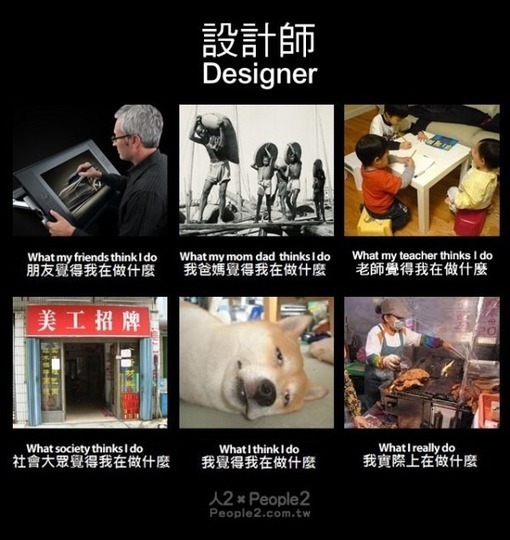 設計師
Designer
What my friends think I do
朋友覺得我在做什麼
What my mom dad thinks I do
我爸媽覺得我在做什麼
What my teacher thinks I do
老師覺得我在做什麼
美工招牌
What society thinks I do
社會大眾覺得我在做什麼
What I think I do
我覺得我在做什麼
What I really do
我實際上在做什麼
人2 × People2
People2.com.tw